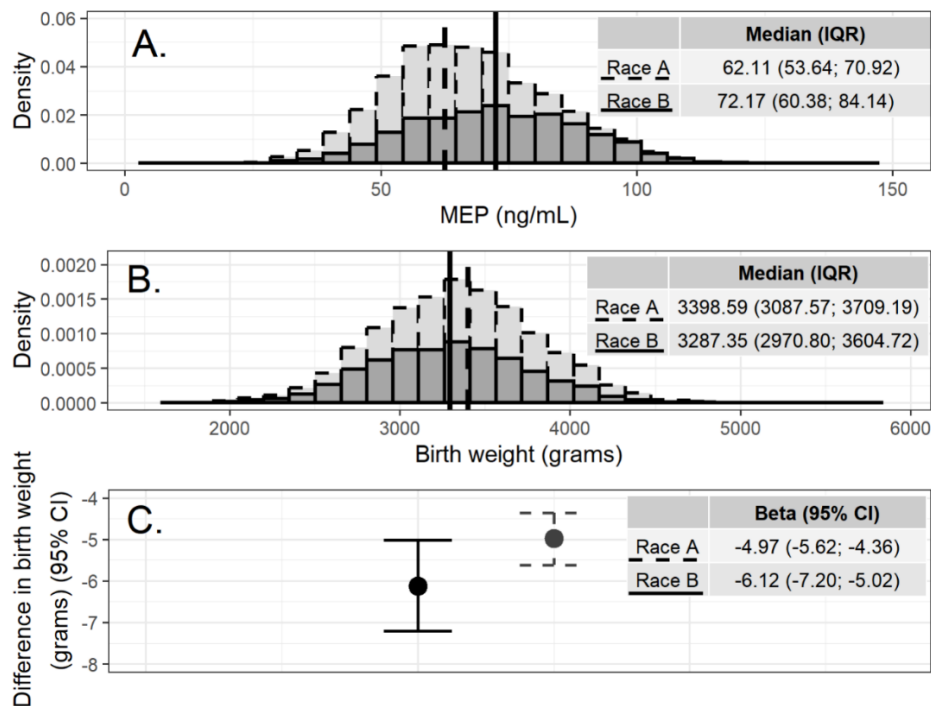 A.
Density
0.06
0.04
0.02
0.00
0 50 100 150
MEP (ng/mL)
Median (IQR)
Race A 62.11 (53.64; 70.92)
Race B 72.17 (60.38; 84.14)
B.
Density
0.0020
0.0015
0.0010
0.0005
0.0000
2000 3000 4000 5000 6000
Birth weight (grams)
Median (IQR)
Race A 3398.59 (3087.57; 3709.19)
Race B 3287.35 (2970.80; 3604.72)
C.
Difference in birth weight
(grams) (95% CI)
-4
-5
-6
-7
-8
Beta (95% CI)
Race A -4.97 (-5.62; -4.36)
Race B -6.12 (-7.20; -5.02)